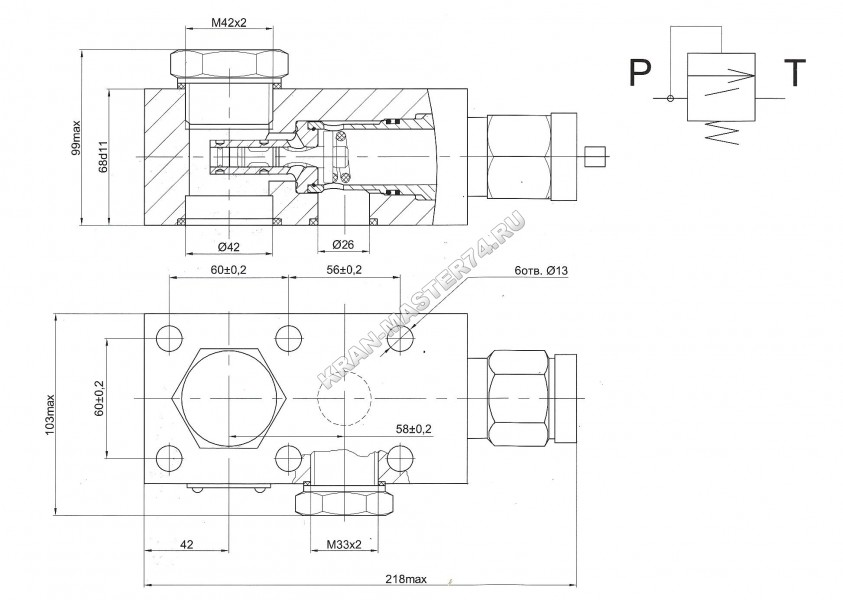 M42x2
P
T
99max
68d11
Ø42
Ø26
60±0,2
56±0,2
6отв. Ø13
KRAN-MASTER74.RU
103max
60±0,2
58±0,2
42
M33x2
218max